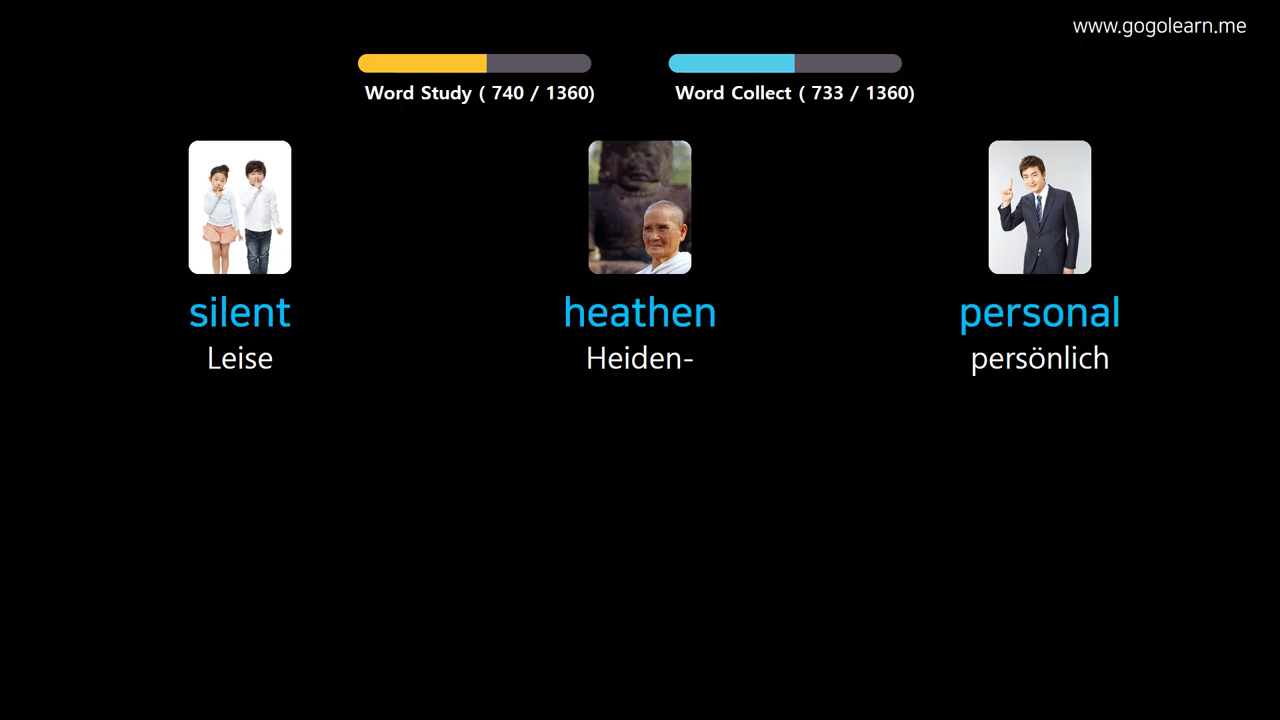 www.gogolearn.me
Word Study ( 740 / 1360)
Word Collect ( 733 / 1360)
silent
heathen
personal
Leise
Heiden-
persönlich